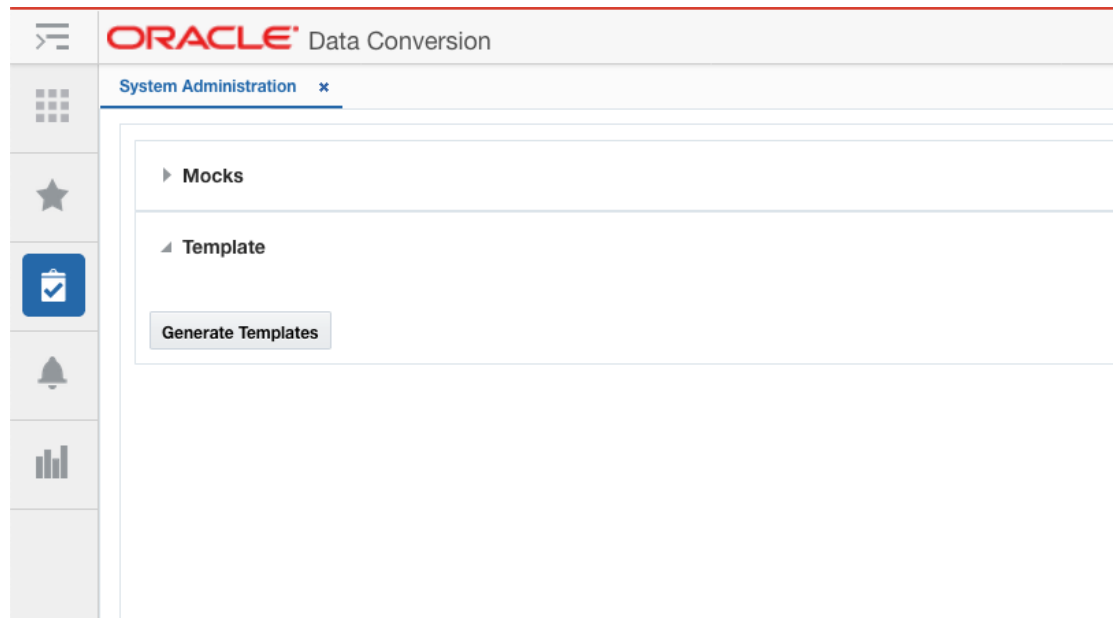 ORACLE Data Conversion
System Administration ×
Mocks
Template
Generate Templates